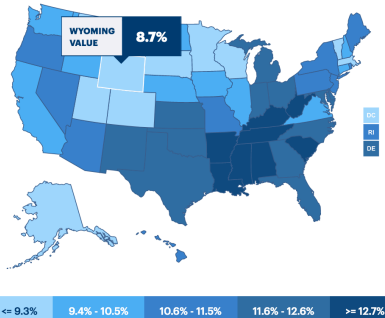 WYOMING
VALUE
8.7%
DC
RI
DE
<= 9.3%
9.4% - 10.5%
10.6% - 11.5%
11.6% - 12.6%
>= 12.7%